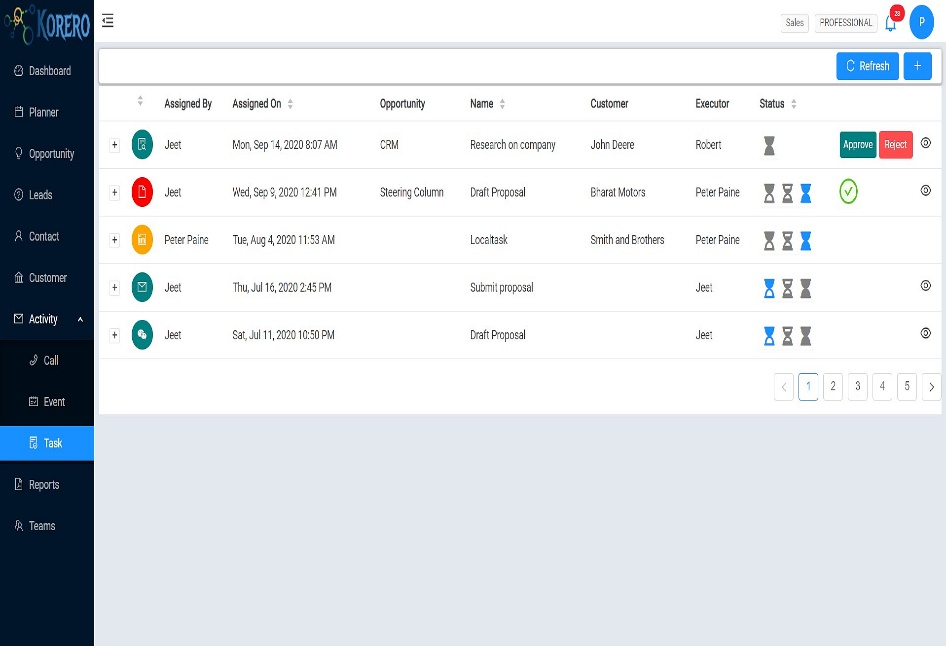 KORERO
Sales PROFESSIONAL 28 P
Dashboard
Planner
Opportunity
Leads
Contact
Customer
Activity
Call
Event
Task
Reports
Teams
Refresh +
Assigned By Assigned On Opportunity Name Customer Executor Status
+ Jeet Mon, Sep 14, 2020 8:07 AM CRM Research on company John Deere Robert Approve Reject
+ Jeet Wed, Sep 9, 2020 12:41 PM Steering Column Draft Proposal Bharat Motors Peter Paine
+ Peter Paine Tue, Aug 4, 2020 11:53 AM Localtask Smith and Brothers Peter Paine
+ Jeet Thu, Jul 16, 2020 2:45 PM Submit proposal Jeet
+ Jeet Sat, Jul 11, 2020 10:50 PM Draft Proposal Jeet
< 1 2 3 4 5 >